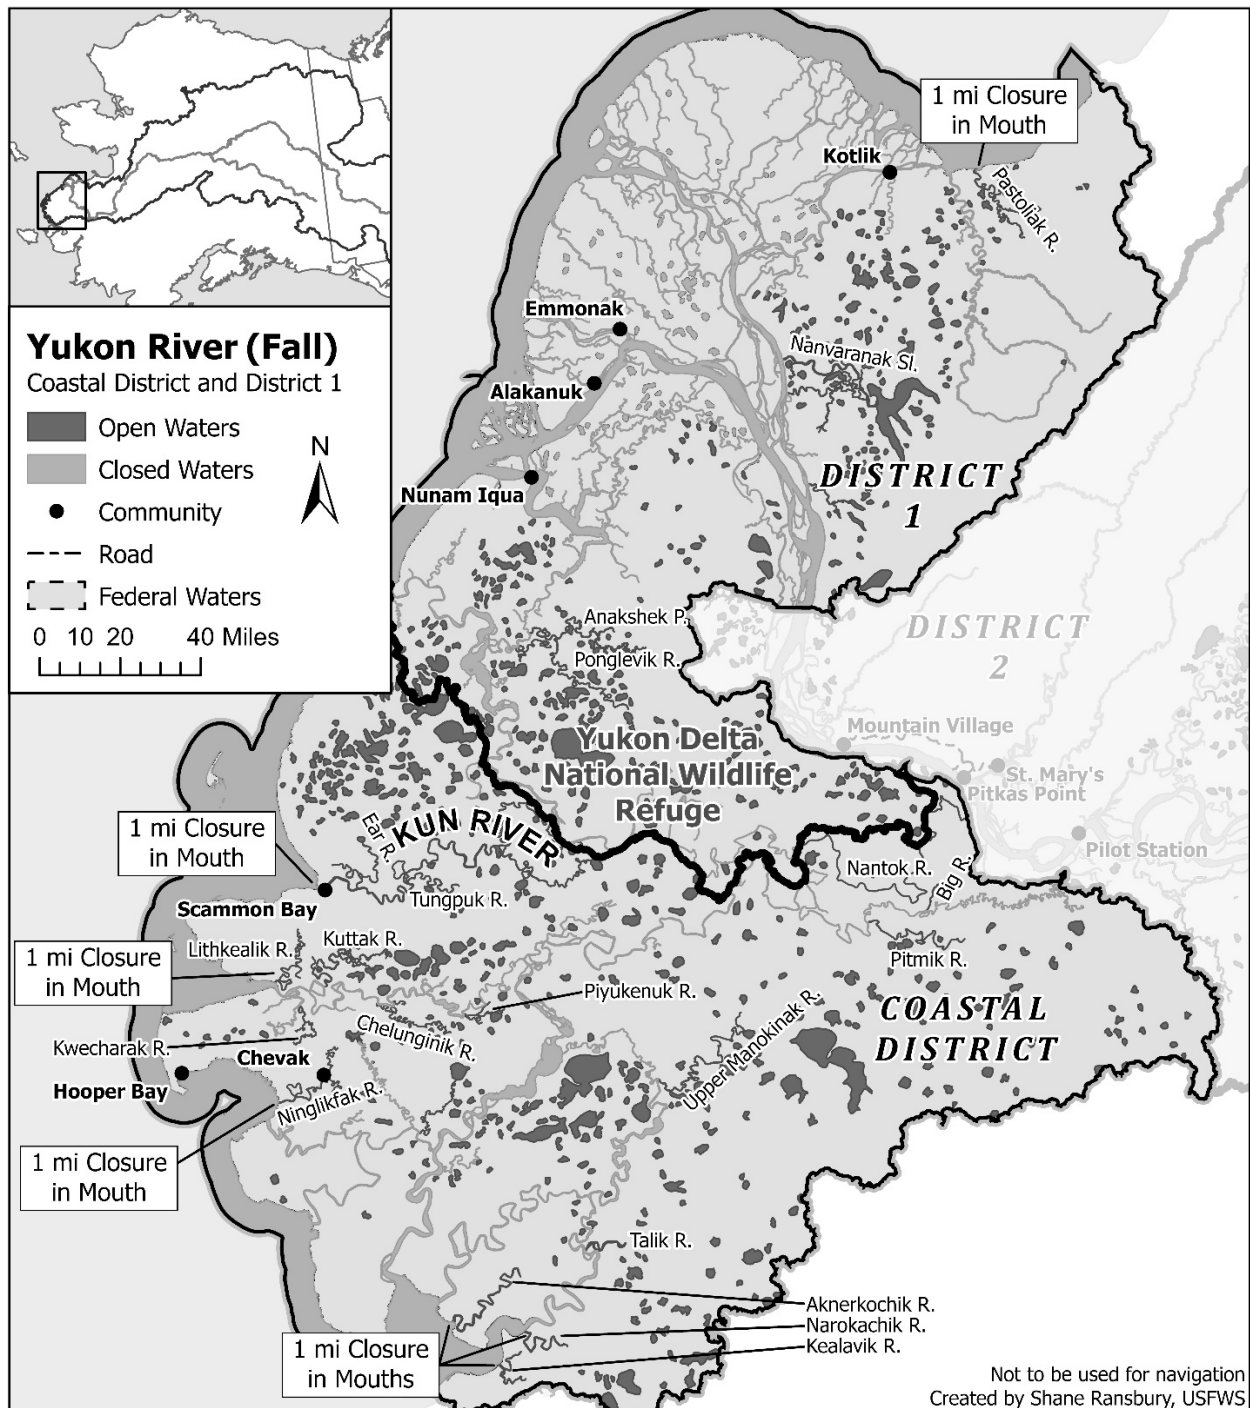 Yukon River (Fall)
Coastal District and District 1
Open Waters
Closed Waters
Community
Road
Federal Waters
N
0 10 20 40 Miles
1 mi Closure
in Mouth
Kotlik
Pastoliak R.
Emmonak
Nanvaranak Sl.
Alakanuk
DISTRICT
1
Nunam Iqua
Anakshek P.
DISTRICT
2
Ponglevik R.
Mountain Village
Yukon Delta
National Wildlife
Refuge
St. Mary's
Pitkas Point
Pilot Station
1 mi Closure
in Mouth
Ear R.
KUN RIVER
Nantok R.
Big R.
Tungpuk R.
Scammon Bay
Lithkealik R.
Kuttak R.
Pitmik R.
1 mi Closure
in Mouth
Piyukenuk R.
COASTAL
DISTRICT
Chelunginik R.
Upper Manokinak R.
Kwecharak R.
Chevak
Hooper Bay
Ninglikfak R.
1 mi Closure
in Mouth
Talik R.
Aknerkochik R.
Narokachik R.
Kealavik R.
1 mi Closure
in Mouths
Not to be used for navigation
Created by Shane Ransbury, USFWS